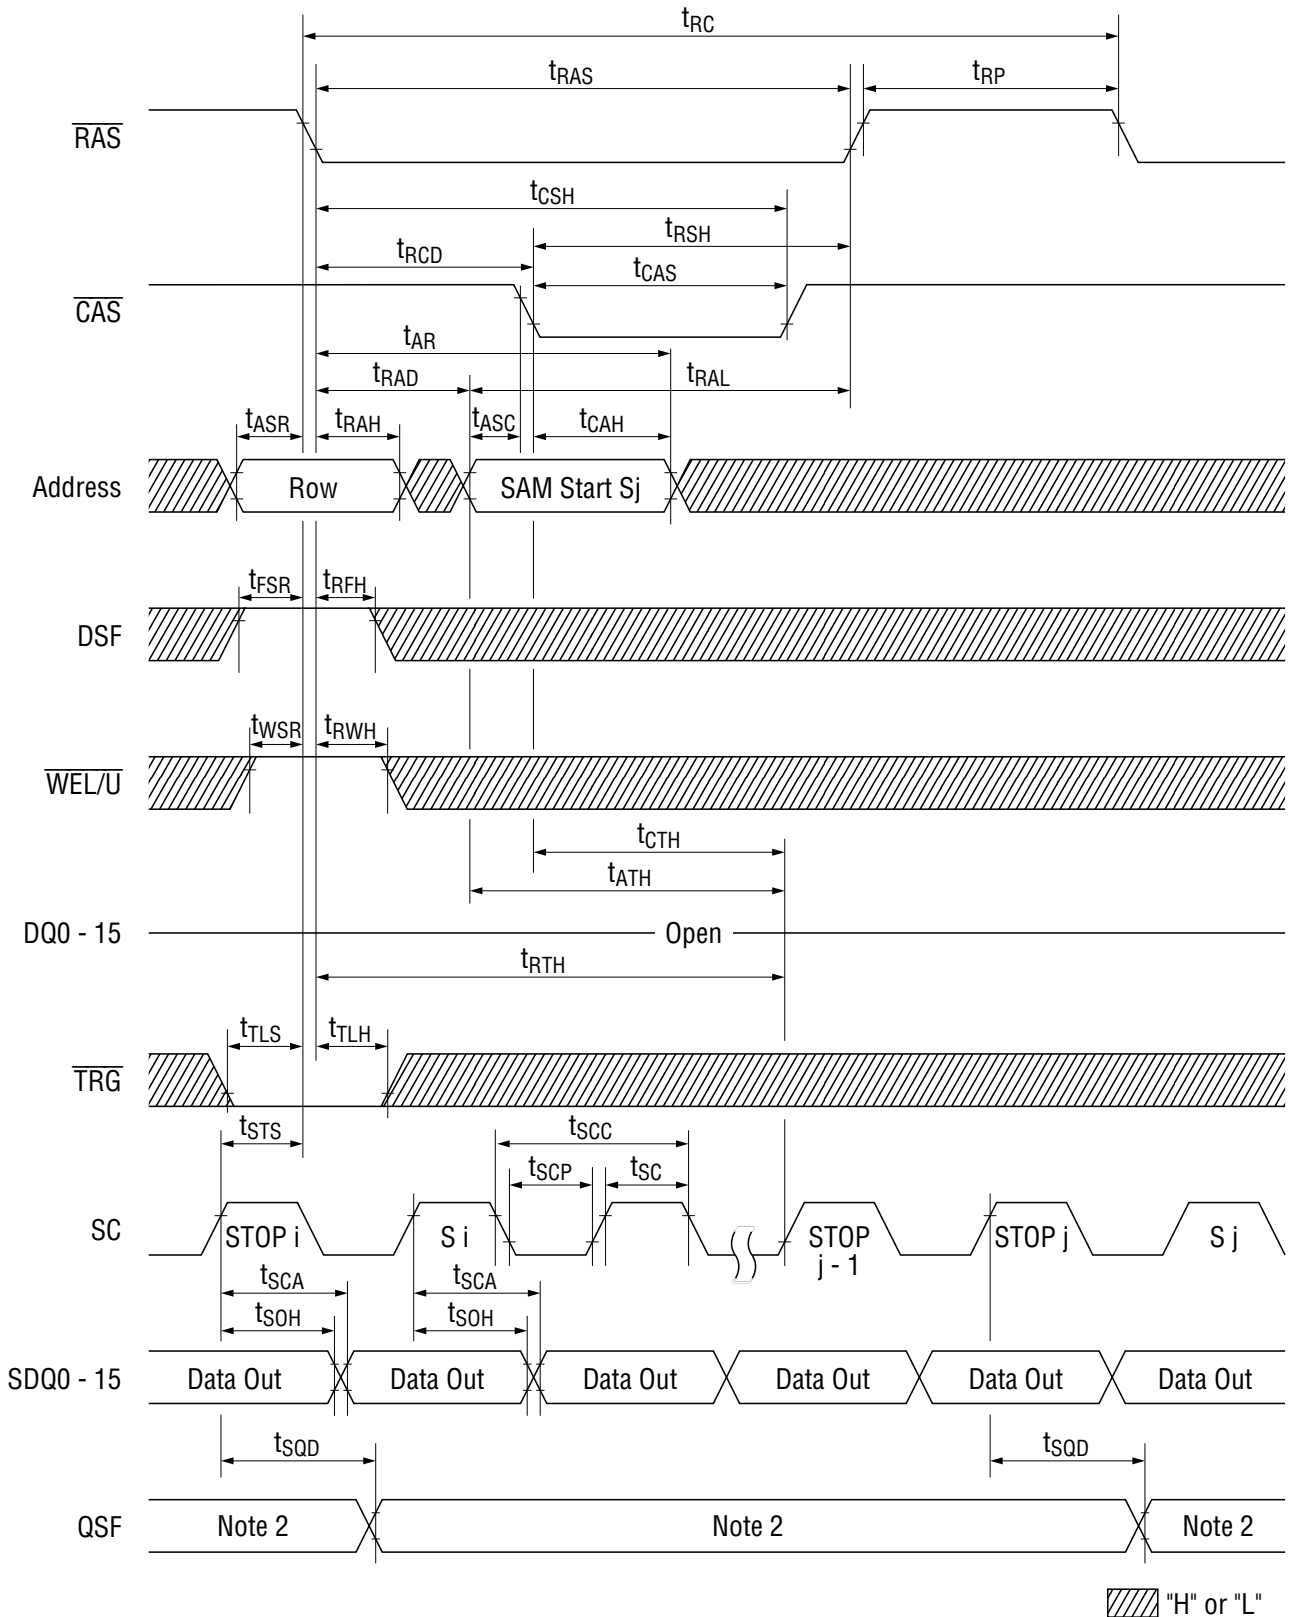 tRC
tRAS tRP
RAS
tCSH
tRSH
tRCD
tCAS
CAS
tAR
tRAD tRAL
tASR tRAH tASC tCAH
Address Row SAM Start Sj
tFSR tRFH
DSF
tWSR tRWH
WEL/U
tCTH
tATH
DQ0 - 15 Open
tRTH
tTLS tTLH
TRG
tSTS tSCC
tSCP tSC
SC STOP i S i STOP j - 1 STOP j S j
tSCA tSCA
tSOH tSOH
SDQ0 - 15 Data Out Data Out Data Out Data Out Data Out Data Out
tSQD tSQD
QSF Note 2 Note 2 Note 2
"H" or "L"